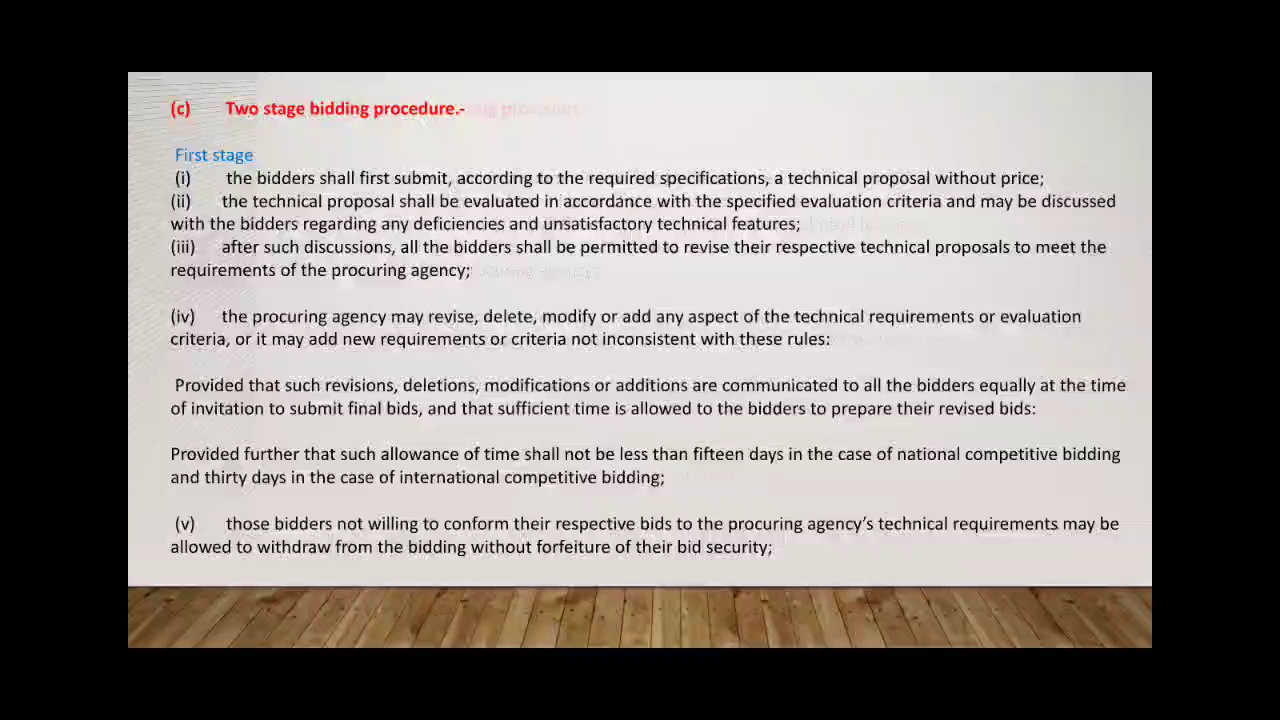 (c) Two stage bidding procedure.-
First stage
(i) the bidders shall first submit, according to the required specifications, a technical proposal without price;
(ii) the technical proposal shall be evaluated in accordance with the specified evaluation criteria and may be discussed
with the bidders regarding any deficiencies and unsatisfactory technical features;
(iii) after such discussions, all the bidders shall be permitted to revise their respective technical proposals to meet the
requirements of the procuring agency;
(iv) the procuring agency may revise, delete, modify or add any aspect of the technical requirements or evaluation
criteria, or it may add new requirements or criteria not inconsistent with these rules:
Provided that such revisions, deletions, modifications or additions are communicated to all the bidders equally at the time
of invitation to submit final bids, and that sufficient time is allowed to the bidders to prepare their revised bids:
Provided further that such allowance of time shall not be less than fifteen days in the case of national competitive bidding
and thirty days in the case of international competitive bidding;
(v) those bidders not willing to conform their respective bids to the procuring agency’s technical requirements may be
allowed to withdraw from the bidding without forfeiture of their bid security;